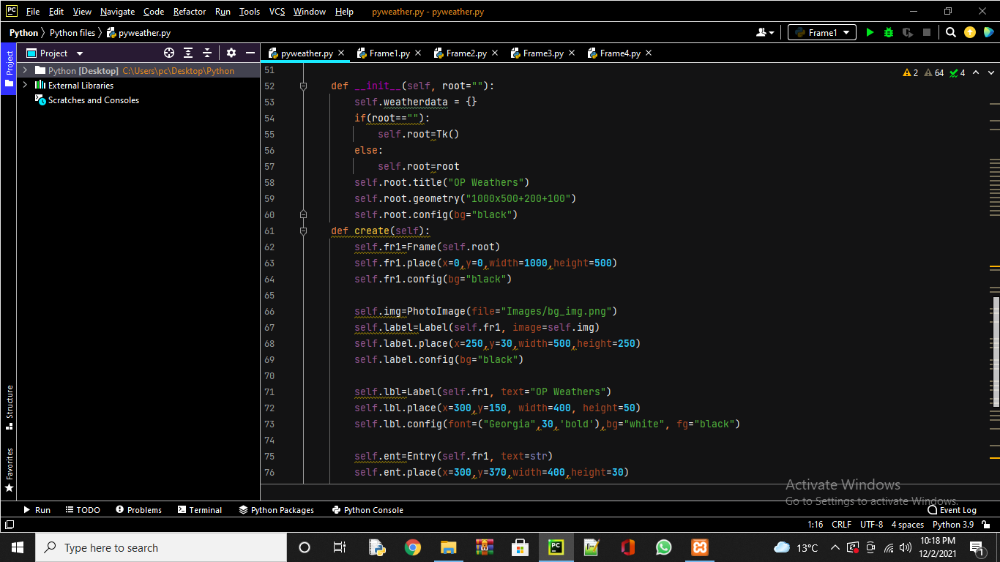 PC File Edit View Navigate Code Refactor Run Tools VCS Window Help pyweather.py - pyweather.py
Python Python files pyweather.py Frame1
Project
Project
pyweather.py Frame1.py Frame2.py Frame3.py Frame4.py
Python [Desktop] C:\Users\pc\Desktop\Python
External Libraries
Scratches and Consoles
2 64 4
51
52 def __init__(self, root=""):
53 self.weatherdata = {}
54 if(root==""):
55 self.root=Tk()
56 else:
57 self.root=root
58 self.root.title("OP Weathers")
59 self.root.geometry("1000x500+200+100")
60 self.root.config(bg="black")
61 def create(self):
62 self.fr1=Frame(self.root)
63 self.fr1.place(x=0,y=0,width=1000,height=500)
64 self.fr1.config(bg="black")
65
66 self.img=PhotoImage(file="Images/bg_img.png")
67 self.label=Label(self.fr1, image=self.img)
68 self.label.place(x=250,y=30,width=500,height=250)
69 self.label.config(bg="black")
70
71 self.lbl=Label(self.fr1, text="OP Weathers")
72 self.lbl.place(x=300,y=150, width=400, height=50)
73 self.lbl.config(font=("Georgia",30,'bold'),bg="white", fg="black")
74
75 self.ent=Entry(self.fr1, text=str)
76 self.ent.place(x=300,y=370,width=400,height=30)
Structure
Favorites
Activate Windows
Go to Settings to activate Windows.
Run TODO Problems Terminal Python Packages Python Console Event Log
1:16 CRLF UTF-8 4 spaces Python 3.9
Type here to search
PC
13°C
10:18 PM
12/2/2021
1